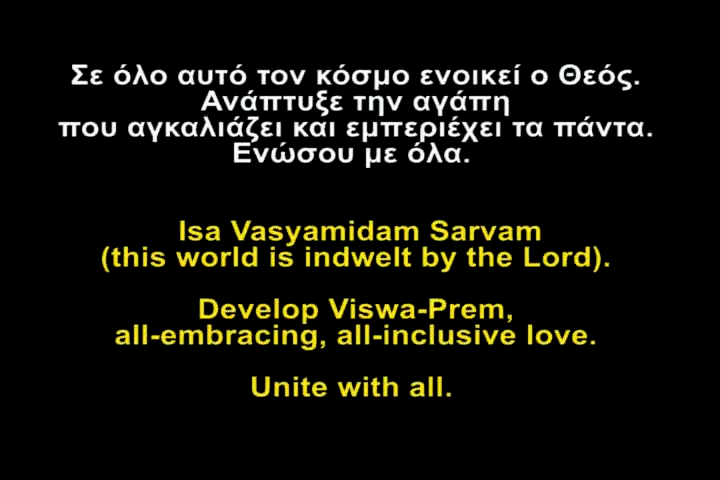 Σε όλο αυτό τον κόσμο ενοικεί ο Θεός.
Ανάπτυξε την αγάπη
που αγκαλιάζει και εμπεριέχει τα πάντα.
Ενώσου με όλα.
Isa Vasyamidam Sarvam
(this world is indwelt by the Lord).
Develop Viswa-Prem,
all-embracing, all-inclusive love.
Unite with all.